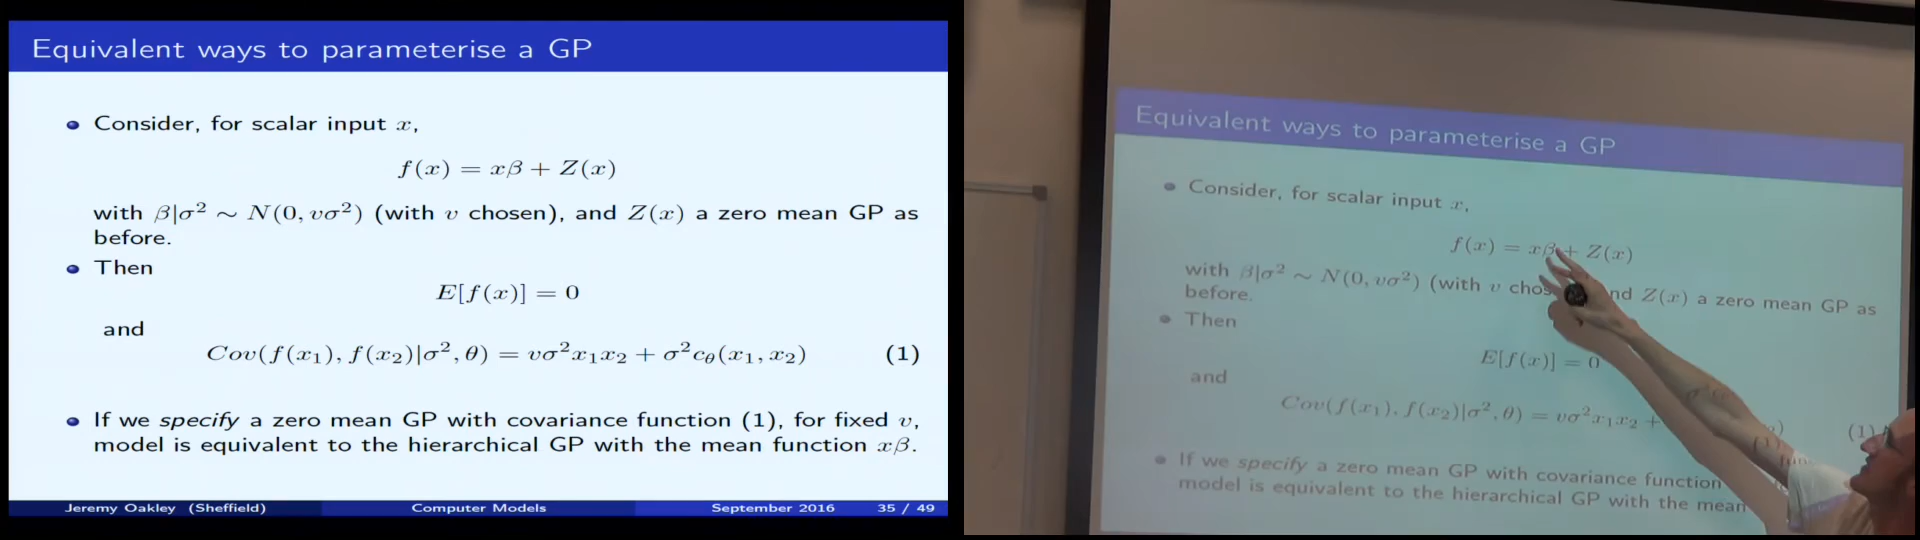 Equivalent ways to parameterise a GP
Consider, for scalar input x,
f(x) = xβ + Z(x)
with β|σ² ∼ N(0, vσ²) (with v chosen), and Z(x) a zero mean GP as
before.
Then
E[f(x)] = 0
and
Cov(f(x₁), f(x₂)|σ², θ) = vσ²x₁x₂ + σ²c_θ(x₁, x₂) (1)
If we specify a zero mean GP with covariance function (1), for fixed v,
model is equivalent to the hierarchical GP with the mean function xβ.
Jeremy Oakley (Sheffield) Computer Models September 2016 35 / 49
Equivalent ways to parameterise a GP
Consider, for scalar input x,
f(x) = xβ + Z(x)
with β|σ² ∼ N(0, vσ²) (with v chos nd Z(x) a zero mean GP as
before.
Then
E[f(x)] = 0
and
Cov(f(x₁), f(x₂)|σ², θ) = vσ²x₁x₂ + (1)
If we specify a zero mean GP with covariance function
model is equivalent to the hierarchical GP with the mean